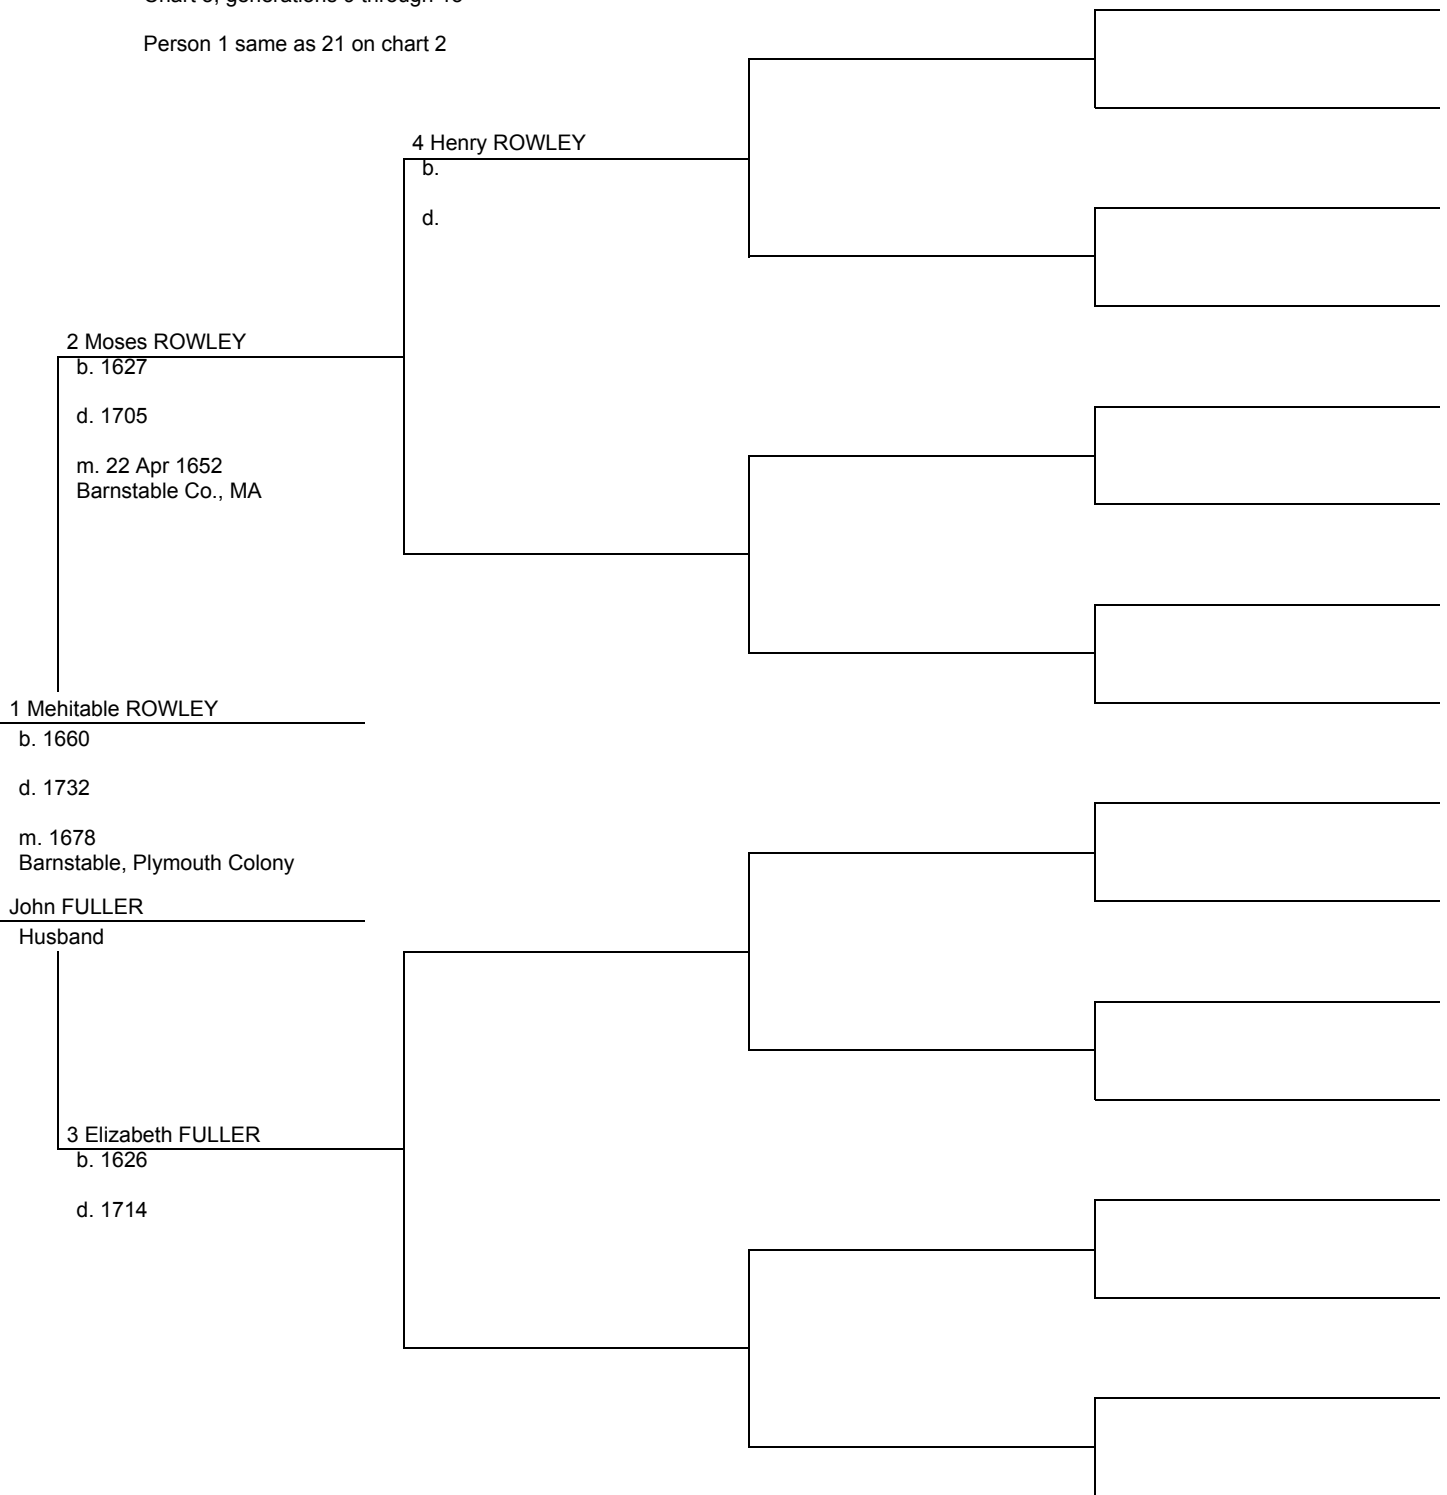 Person 1 same as 21 on chart 2
4 Henry ROWLEY
b.
d.
2 Moses ROWLEY
b. 1627
d. 1705
m. 22 Apr 1652
Barnstable Co., MA
1 Mehitable ROWLEY
b. 1660
d. 1732
m. 1678
Barnstable, Plymouth Colony
John FULLER
Husband
3 Elizabeth FULLER
b. 1626
d. 1714